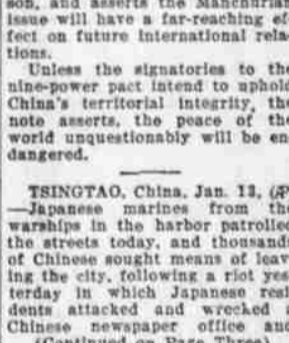 son, and asserts the Manchurian
issue will have a far-reaching ef-
fect on future international rela-
tions.
Unless the signatories to the
nine-power pact intend to uphold
China's territorial integrity, the
note asserts, the peace of the
world unquestionably will be en-
dangered.
TSINGTAO, China, Jan. 13, (AP)
—Japanese marines from the
warships in the harbor patrolled
the streets today, and thousands
of Chinese sought means of leav-
ing the city, following a riot yes-
terday in which Japanese resi-
dents attacked and wrecked a
Chinese newspaper office and
(Continued on Page Three)